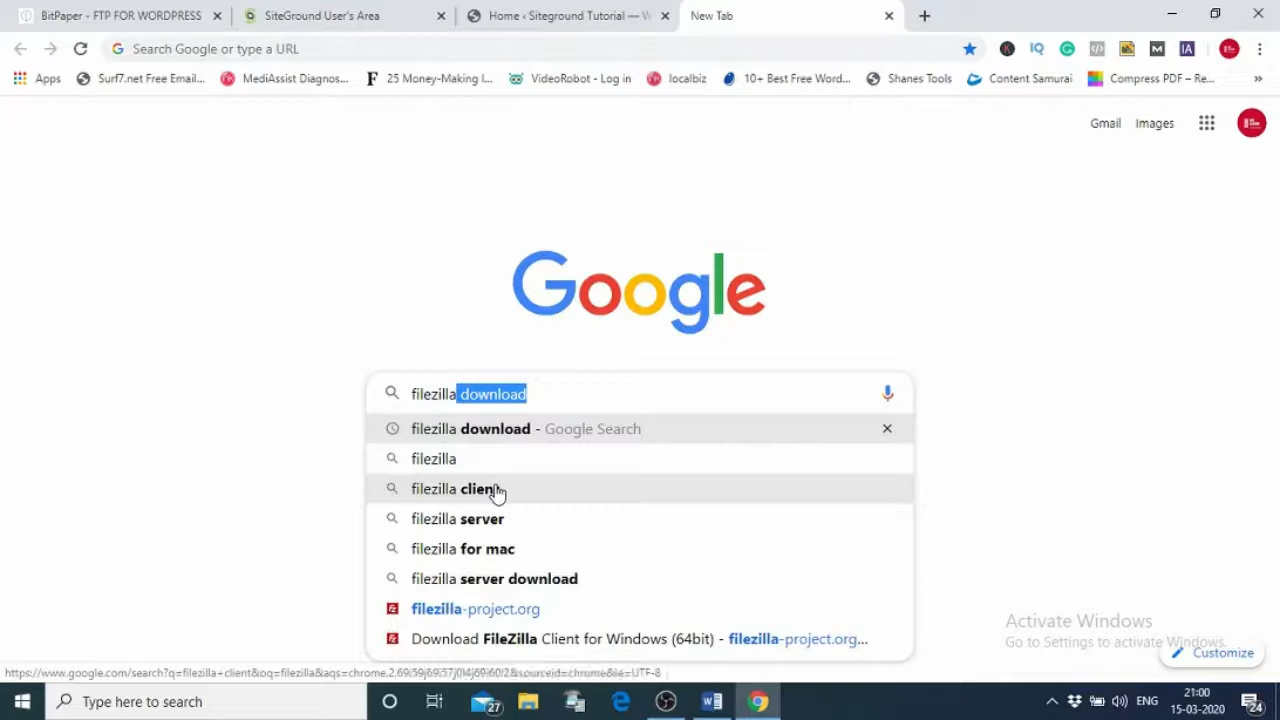 BitPaper - FTP FOR WORDPRESS
SiteGround User's Area
Home ‹ Siteground Tutorial — W
New Tab
Search Google or type a URL
Apps
Surf7.net Free Email...
MediAssist Diagnos...
25 Money-Making I...
VideoRobot - Log in
localbiz
10+ Best Free Word...
Shanes Tools
Content Samurai
Compress PDF – Re...
Gmail
Images
Google
filezilla download
filezilla download - Google Search
filezilla
filezilla client
filezilla server
filezilla for mac
filezilla server download
filezilla-project.org
Download FileZilla Client for Windows (64bit) - filezilla-project.org...
Activate Windows
Go to Settings to activate Windows.
Customize
Type here to search
27
ENG
21:00
15-03-2020
24